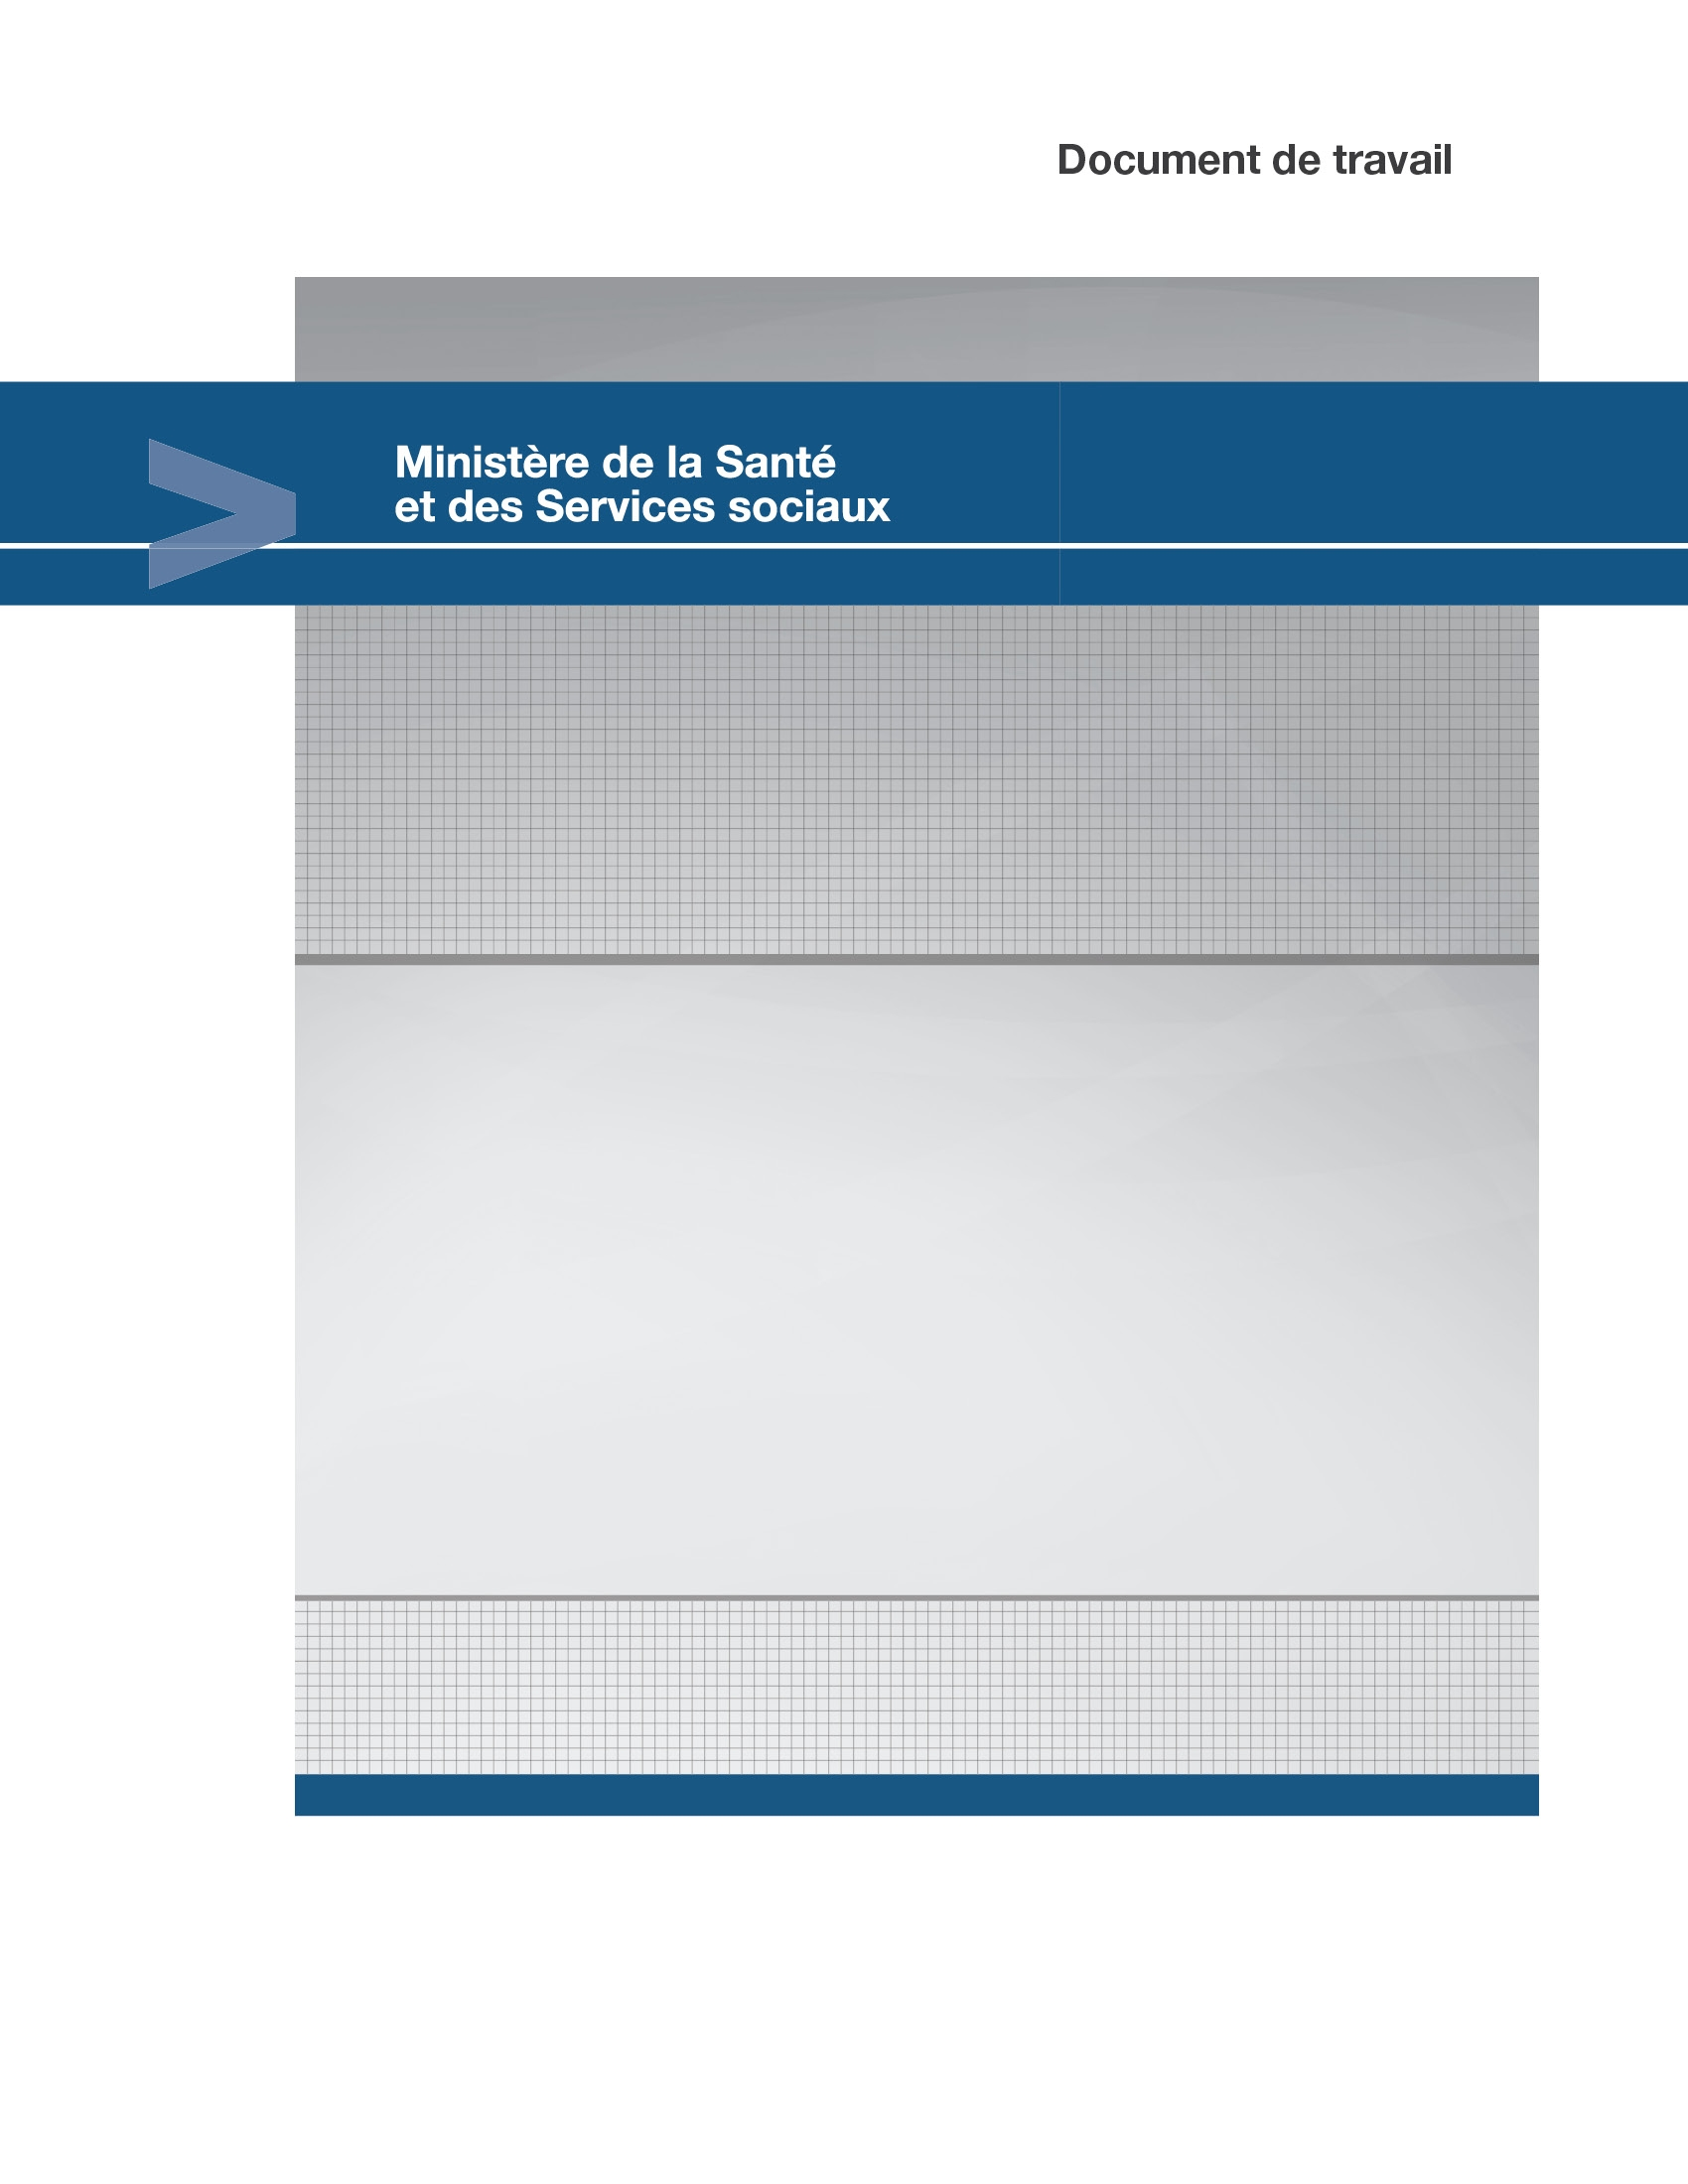 Document de travail
Ministère de la Santé
et des Services sociaux